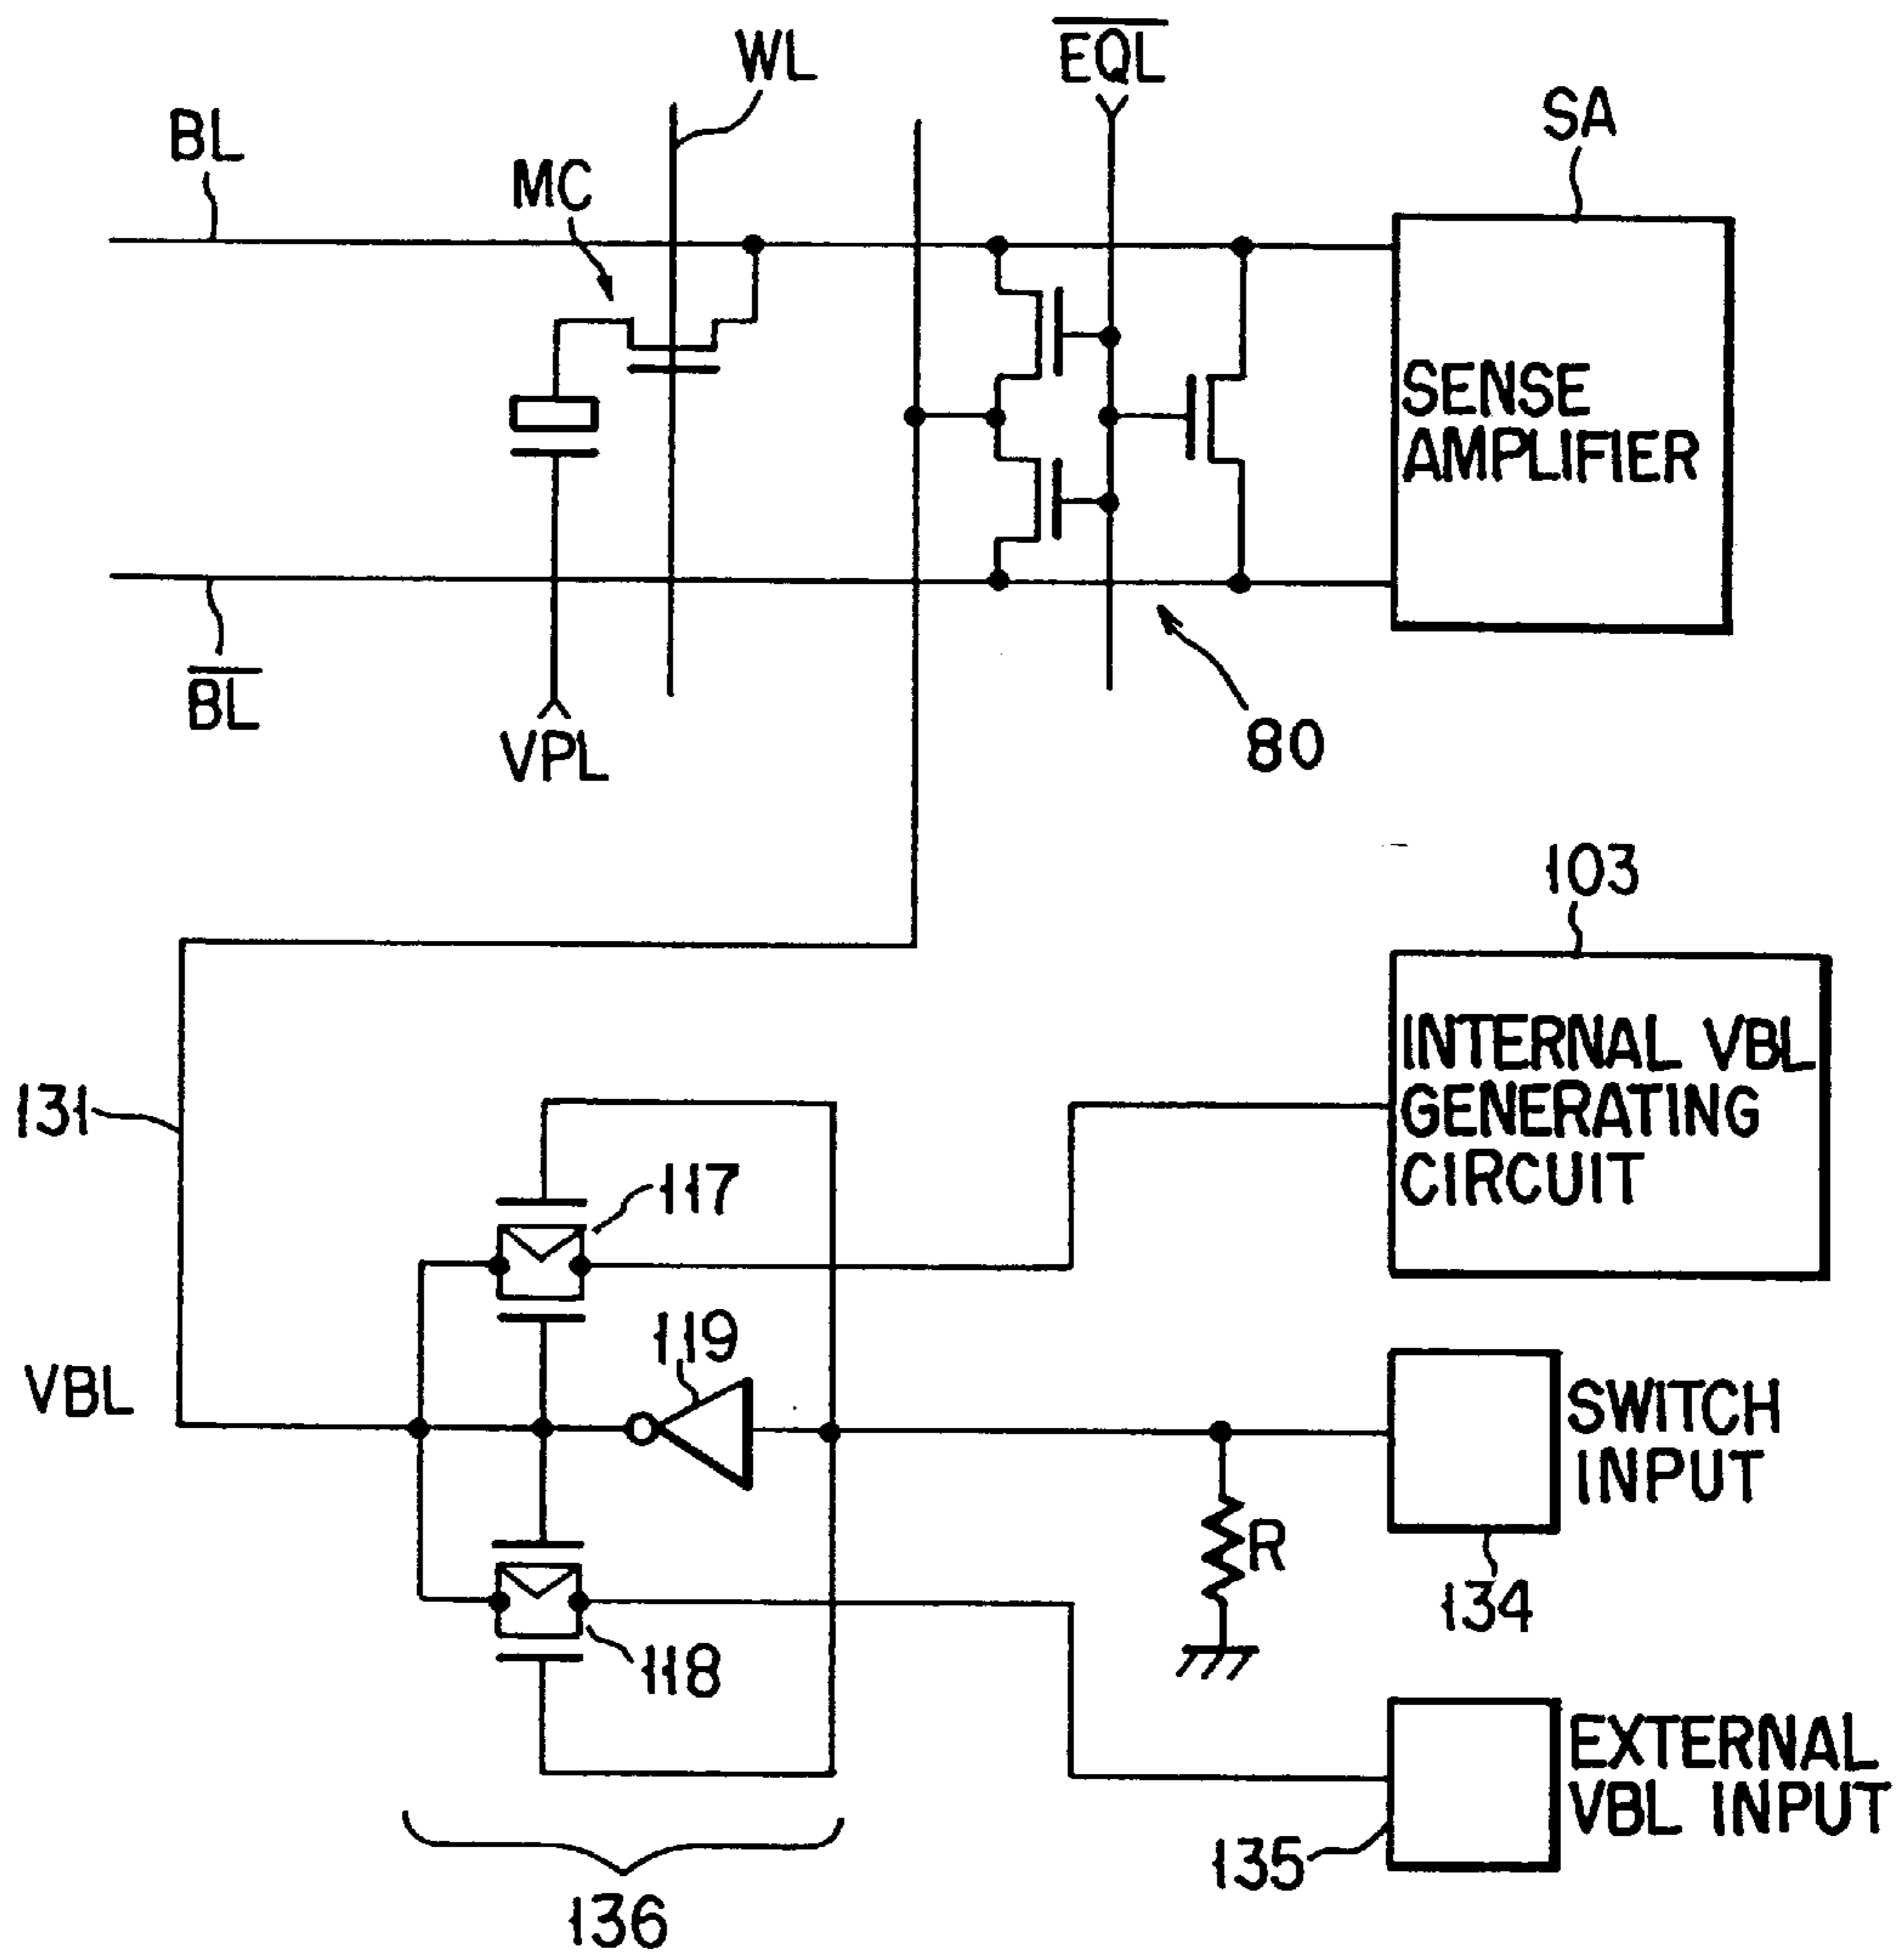 WL
EQL
SA
BL
MC
SENSE
AMPLIFIER
BL
VPL
80
103
INTERNAL VBL
GENERATING
CIRCUIT
131
117
119
VBL
SWITCH
INPUT
R
134
118
EXTERNAL
VBL INPUT
135
136